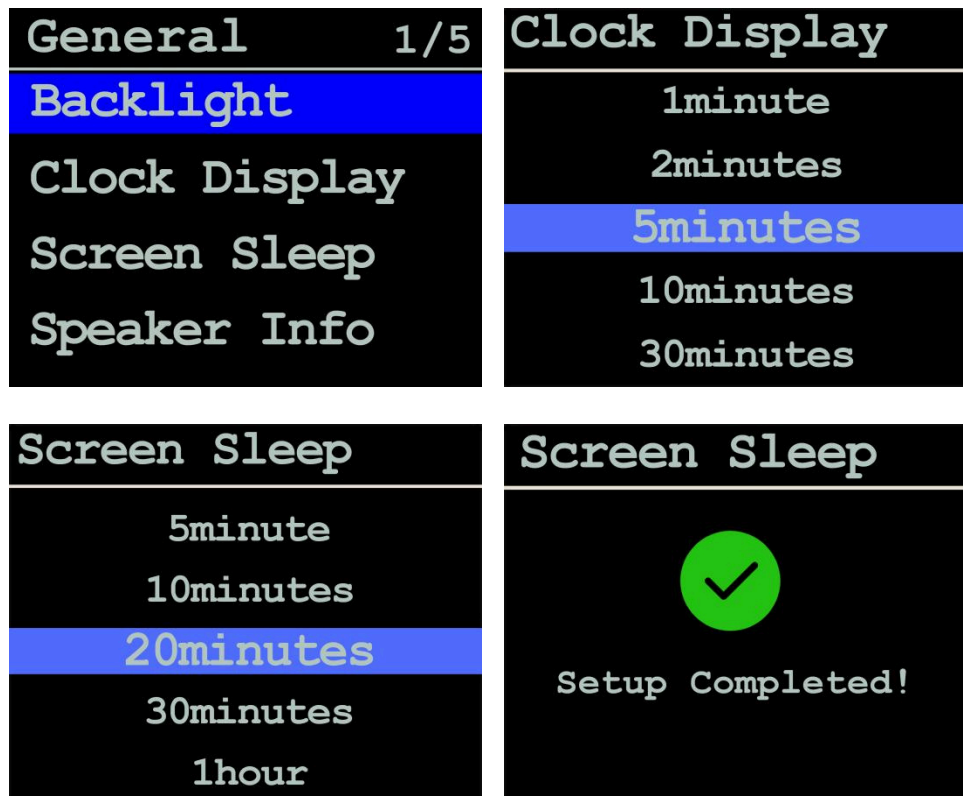 General 1/5
Backlight
Clock Display
Screen Sleep
Speaker Info
Clock Display
1minute
2minutes
5minutes
10minutes
30minutes
Screen Sleep
5minute
10minutes
20minutes
30minutes
1hour
Screen Sleep
Setup Completed!